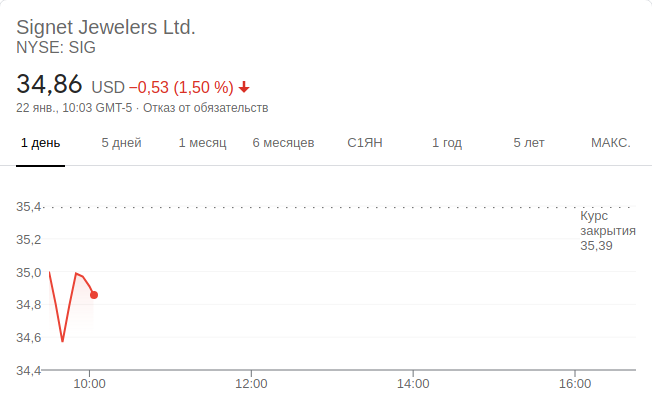 Signet Jewelers Ltd.
NYSE: SIG
34,86 USD −0,53 (1,50 %) ↓
22 янв., 10:03 GMT-5 · Отказ от обязательств
1 день 5 дней 1 месяц 6 месяцев С1ЯН 1 год 5 лет МАКС.
35,4
Курс
закрытия
35,39
35,2
35,0
34,8
34,6
34,4
10:00 12:00 14:00 16:00